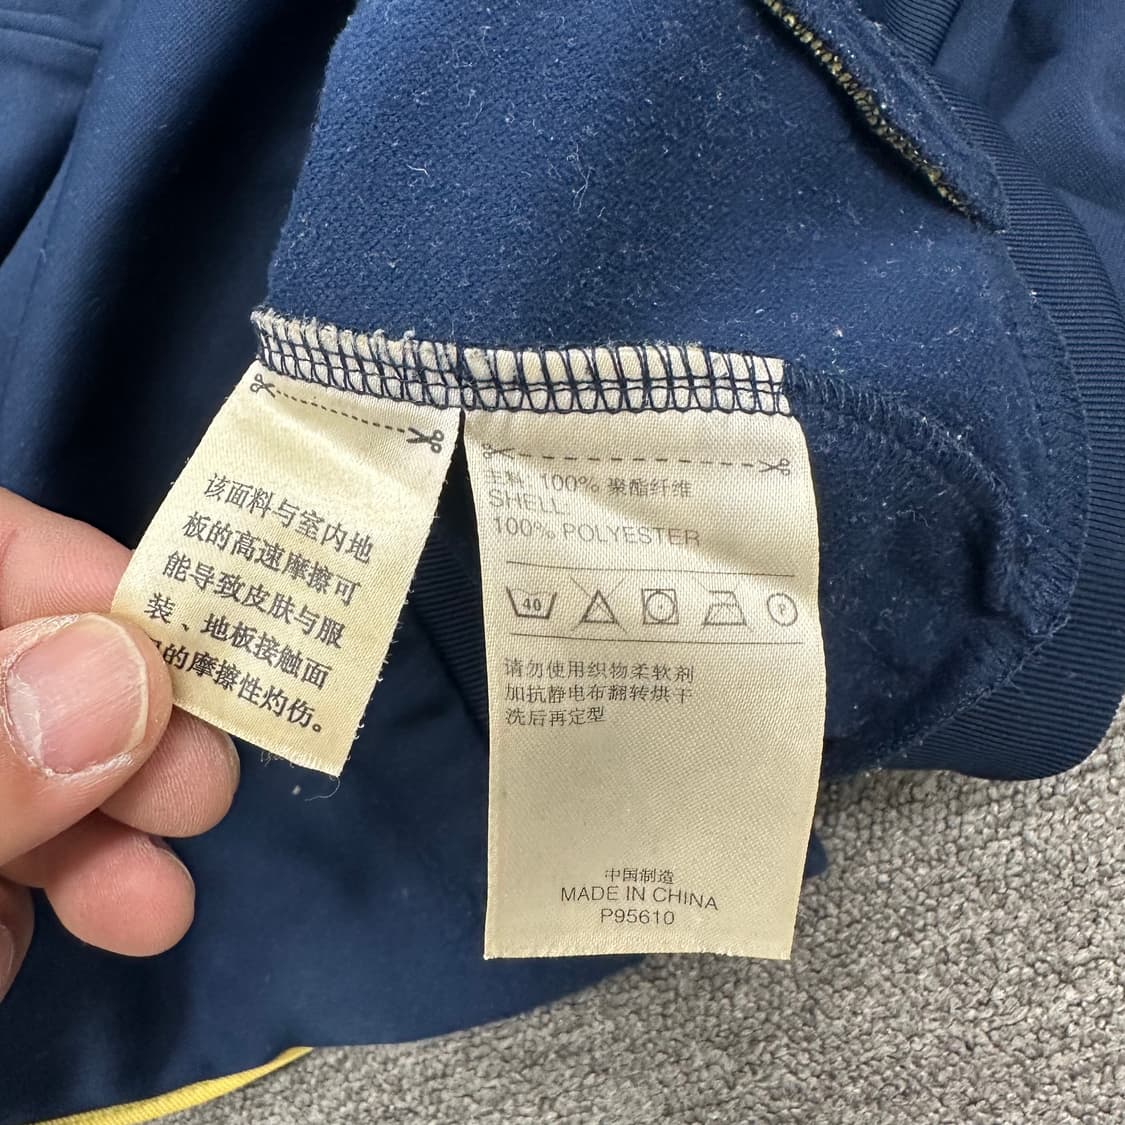 该面料与室内地
板的高速摩擦可
能导致皮肤与服
装、地板接触面
的摩擦性灼伤。
主料: 100% 聚酯纤维
SHELL:
100% POLYESTER
40
P
请勿使用织物柔软剂
加抗静电布翻转烘干
洗后再定型
中国制造
MADE IN CHINA
P95610